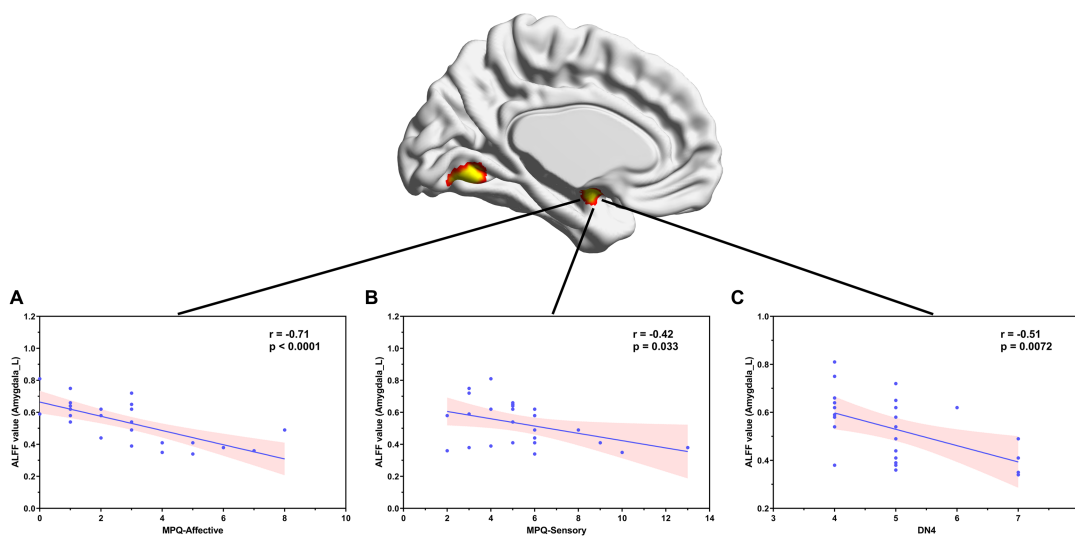 A
B
C
r = -0.71
p < 0.0001
r = -0.42
p = 0.033
r = -0.51
p = 0.0072
ALFF value (Amygdala_L)
1.2
1.0
0.8
0.6
0.4
0.2
0.0
0
2
4
6
8
10
MPQ-Affective
ALFF value (Amygdala_L)
1.2
1.0
0.8
0.6
0.4
0.2
0.0
0
2
4
6
8
10
12
14
MPQ-Sensory
ALFF value (Amygdala_L)
1.0
0.8
0.6
0.4
0.2
3
4
5
6
7
DN4